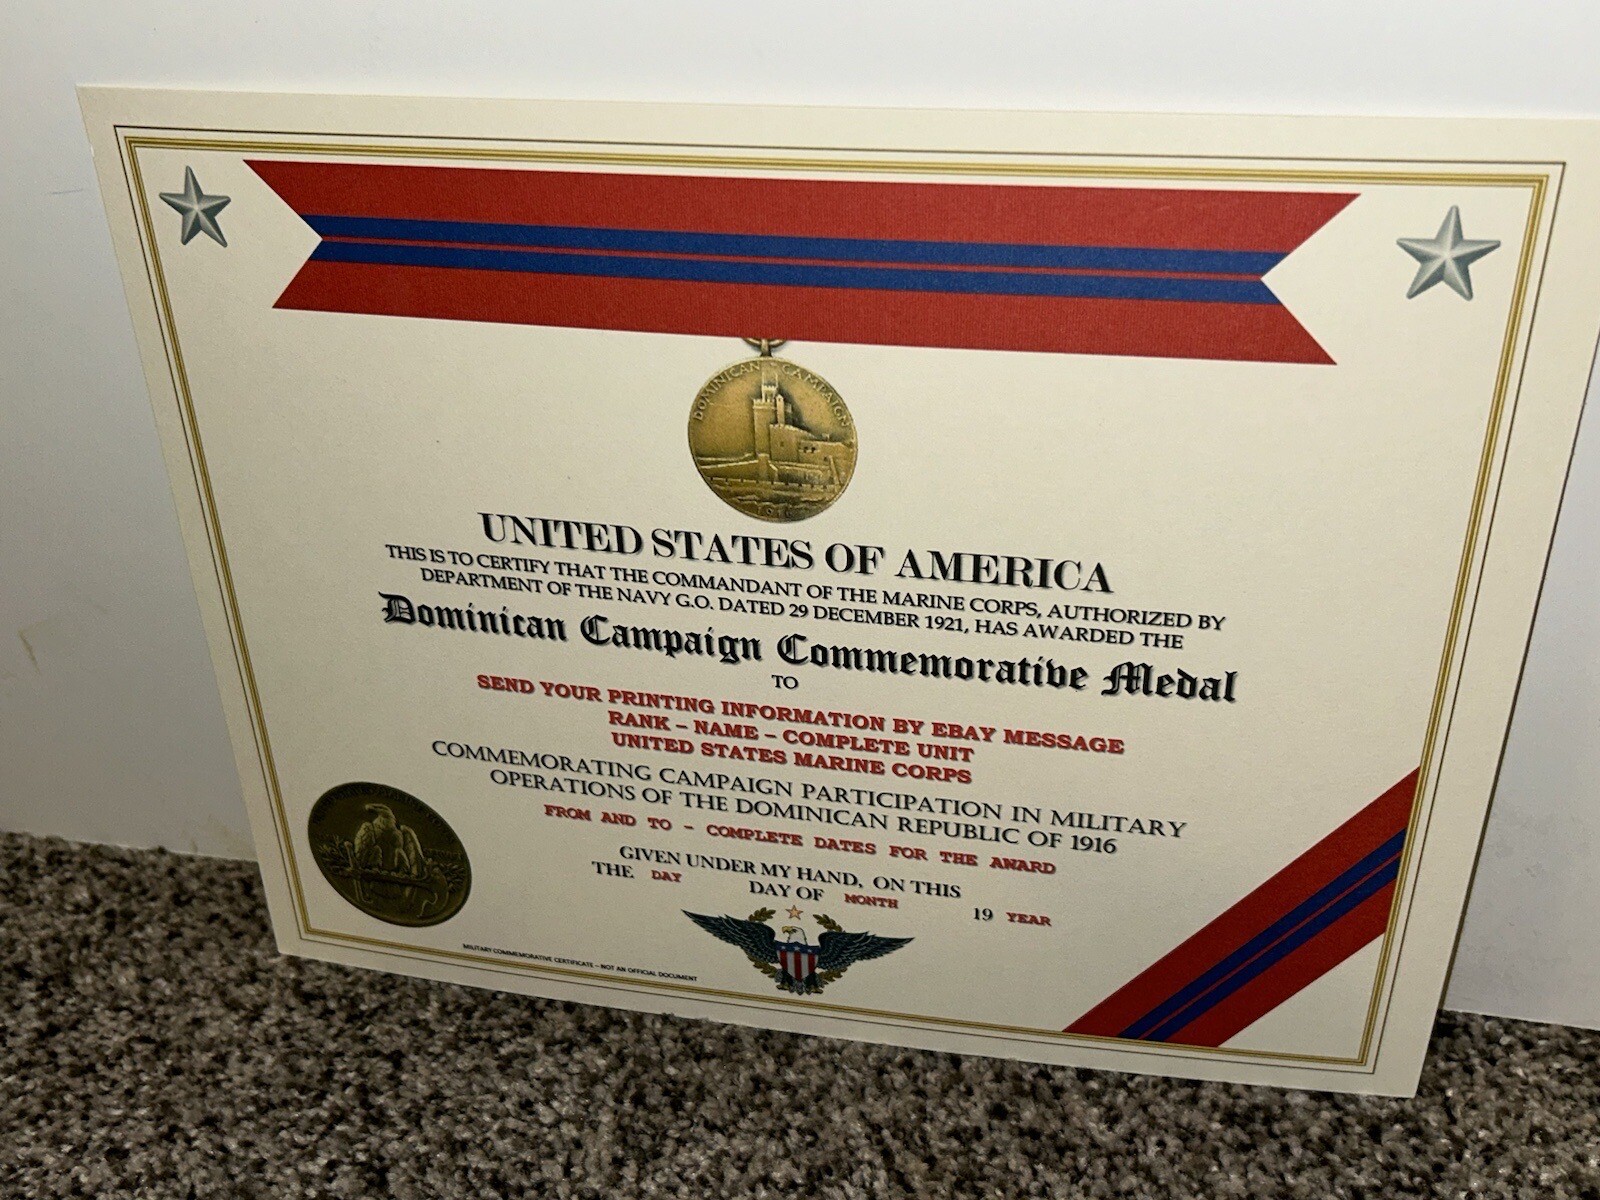 DOMINICAN CAMPAIGN
1916
UNITED STATES OF AMERICA
THIS IS TO CERTIFY THAT THE COMMANDANT OF THE MARINE CORPS, AUTHORIZED BY
DEPARTMENT OF THE NAVY G.O. DATED 29 DECEMBER 1921, HAS AWARDED THE
Dominican Campaign Commemorative Medal
TO
SEND YOUR PRINTING INFORMATION BY EBAY MESSAGE
RANK – NAME – COMPLETE UNIT
UNITED STATES MARINE CORPS
COMMEMORATING CAMPAIGN PARTICIPATION IN MILITARY
OPERATIONS OF THE DOMINICAN REPUBLIC OF 1916
FROM AND TO – COMPLETE DATES FOR THE AWARD
GIVEN UNDER MY HAND, ON THIS
THE DAY DAY OF MONTH 19 YEAR
MILITARY COMMEMORATIVE CERTIFICATE – NOT AN OFFICIAL DOCUMENT